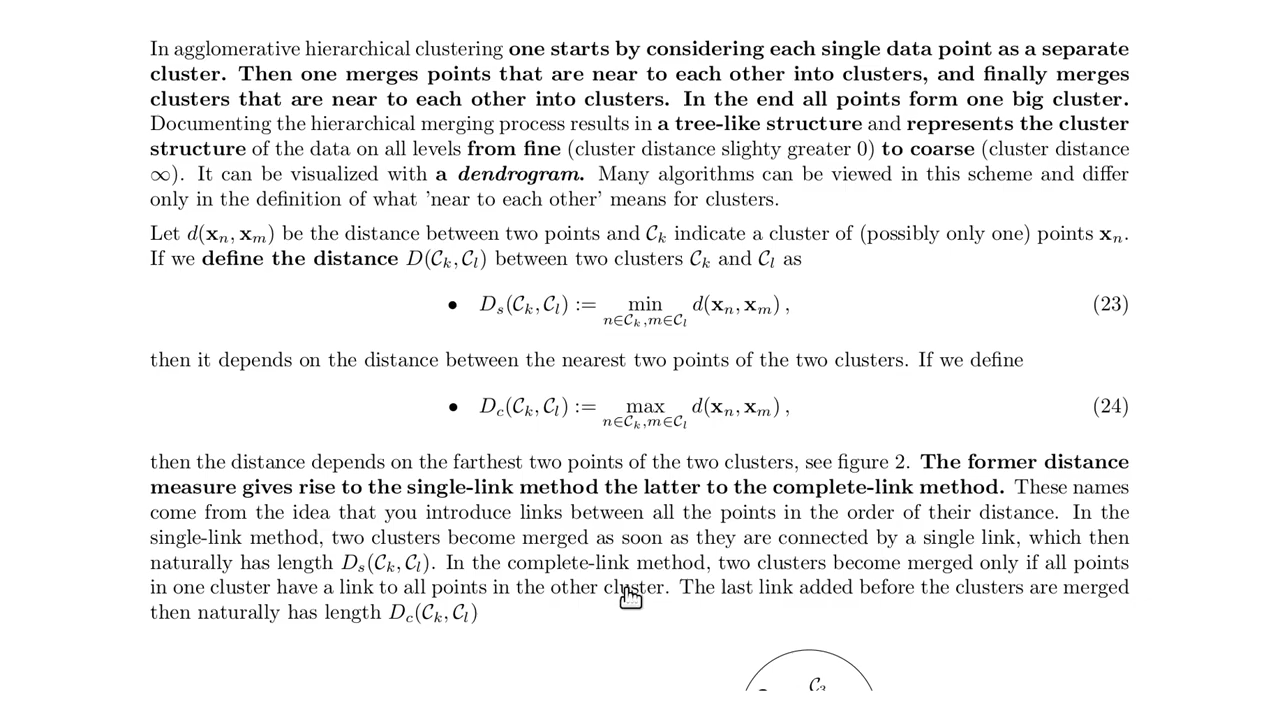 In agglomerative hierarchical clustering one starts by considering each single data point as a separate
cluster. Then one merges points that are near to each other into clusters, and finally merges
clusters that are near to each other into clusters. In the end all points form one big cluster.
Documenting the hierarchical merging process results in a tree-like structure and represents the cluster
structure of the data on all levels from fine (cluster distance slighty greater 0) to coarse (cluster distance
∞). It can be visualized with a dendrogram. Many algorithms can be viewed in this scheme and differ
only in the definition of what 'near to each other' means for clusters.
Let d(xₙ, xₘ) be the distance between two points and 𝒞ₖ indicate a cluster of (possibly only one) points xₙ.
If we define the distance D(𝒞ₖ, 𝒞ₗ) between two clusters 𝒞ₖ and 𝒞ₗ as
• Dₛ(𝒞ₖ, 𝒞ₗ) := min n∈𝒞ₖ,m∈𝒞ₗ d(xₙ, xₘ) , (23)
then it depends on the distance between the nearest two points of the two clusters. If we define
• D_c(𝒞ₖ, 𝒞ₗ) := max n∈𝒞ₖ,m∈𝒞ₗ d(xₙ, xₘ) , (24)
then the distance depends on the farthest two points of the two clusters, see figure 2. The former distance
measure gives rise to the single-link method the latter to the complete-link method. These names
come from the idea that you introduce links between all the points in the order of their distance. In the
single-link method, two clusters become merged as soon as they are connected by a single link, which then
naturally has length Dₛ(𝒞ₖ, 𝒞ₗ). In the complete-link method, two clusters become merged only if all points
in one cluster have a link to all points in the other cluster. The last link added before the clusters are merged
then naturally has length D_c(𝒞ₖ, 𝒞ₗ)
𝒞₃